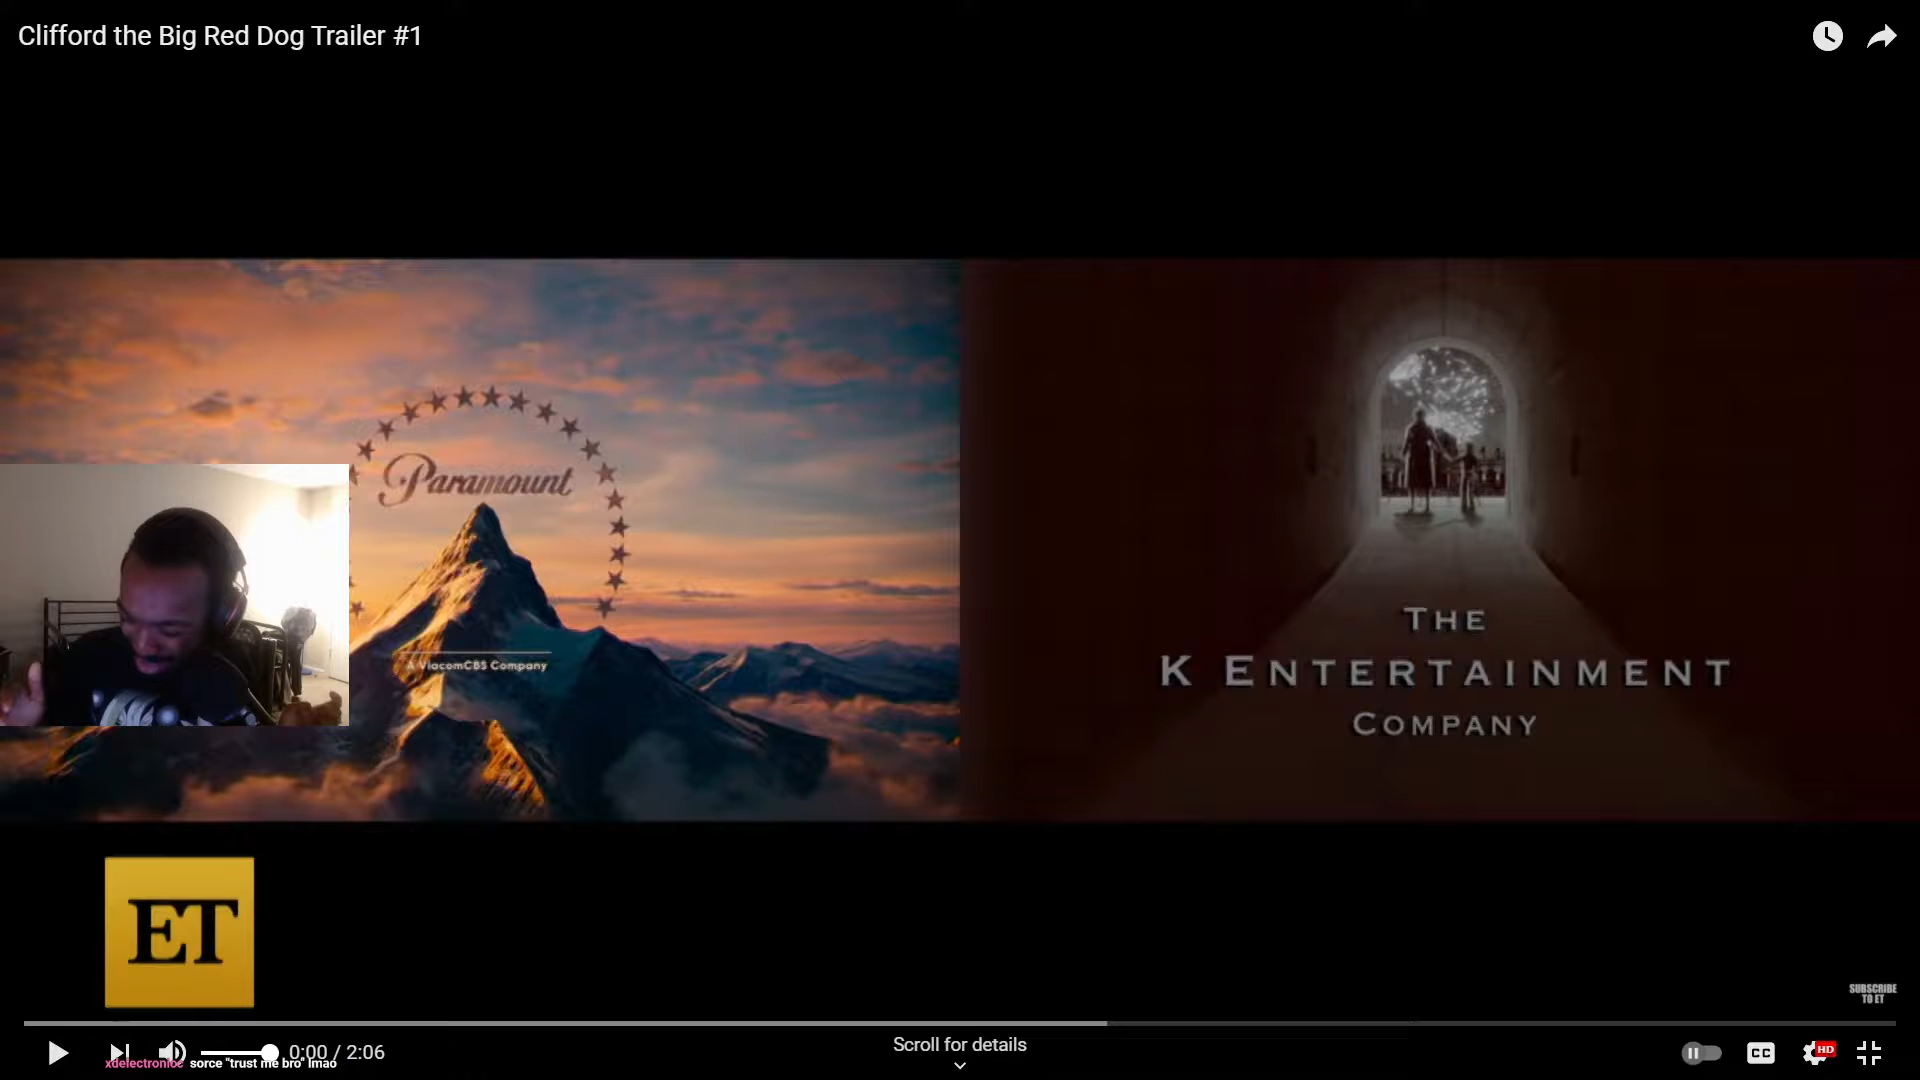 Clifford the Big Red Dog Trailer #1
Paramount
A ViacomCBS Company
THE
K ENTERTAINMENT
COMPANY
ET
SUBSCRIBE
TO ET
0:00 / 2:06
Scroll for details
CC
HD
xdelectronicc sorce "trust me bro" lmao